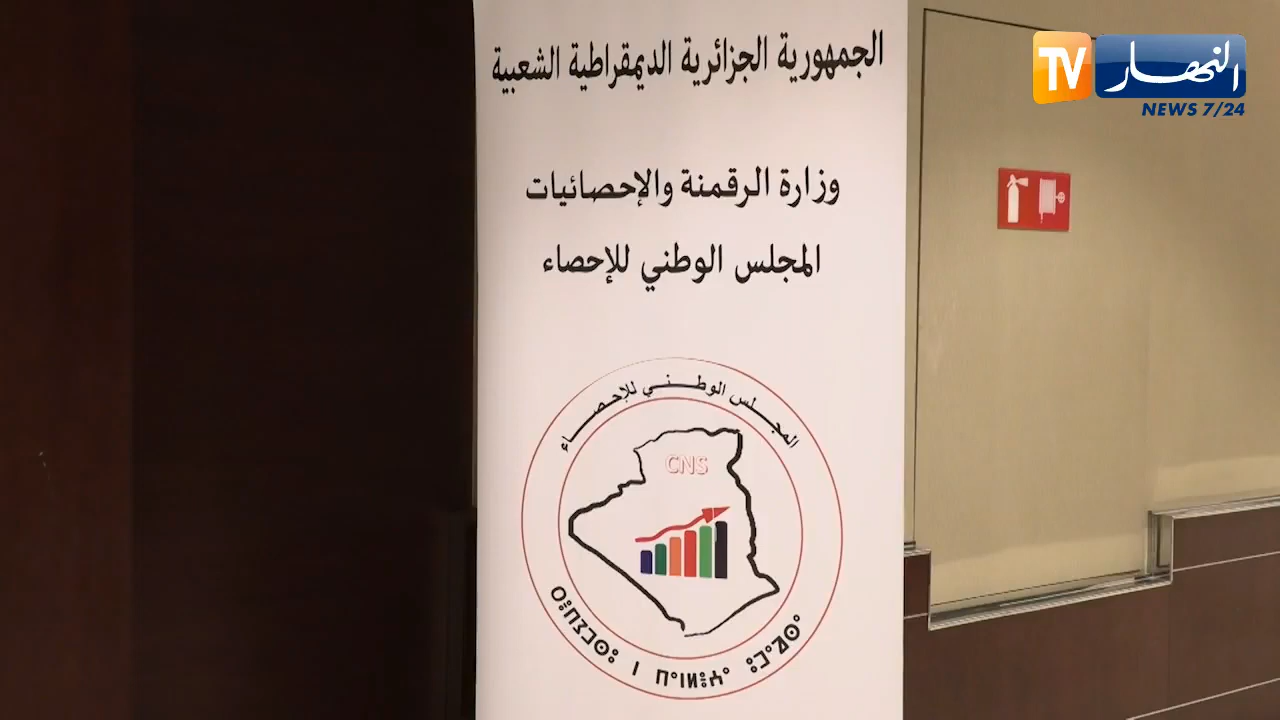 الجمهورية الجزائرية الديمقراطية الشعبية
وزارة الرقمنة والإحصائيات
المجلس الوطني للإحصاء
المجلس الوطني للإحصاء
CNS
TV النهار
NEWS 7/24